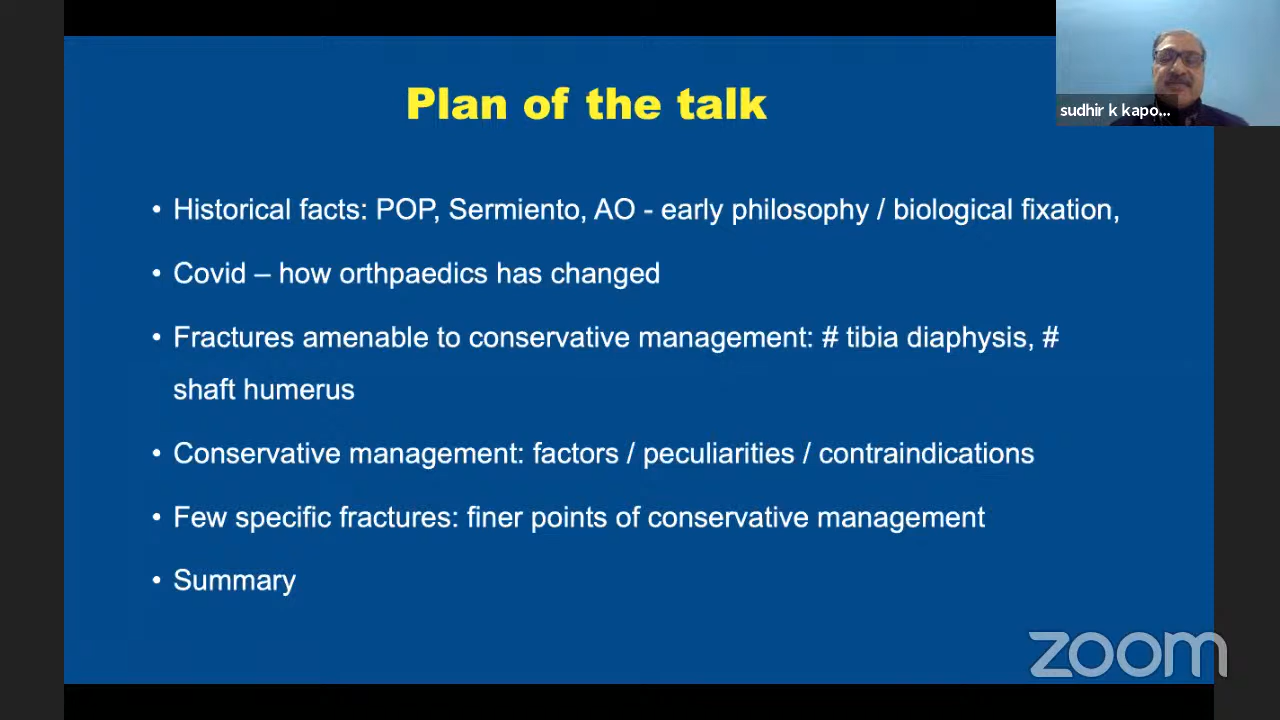 Plan of the talk
sudhir k kapo...
• Historical facts: POP, Sermiento, AO - early philosophy / biological fixation,
• Covid – how orthpaedics has changed
• Fractures amenable to conservative management: # tibia diaphysis, #
shaft humerus
• Conservative management: factors / peculiarities / contraindications
• Few specific fractures: finer points of conservative management
• Summary
zoom